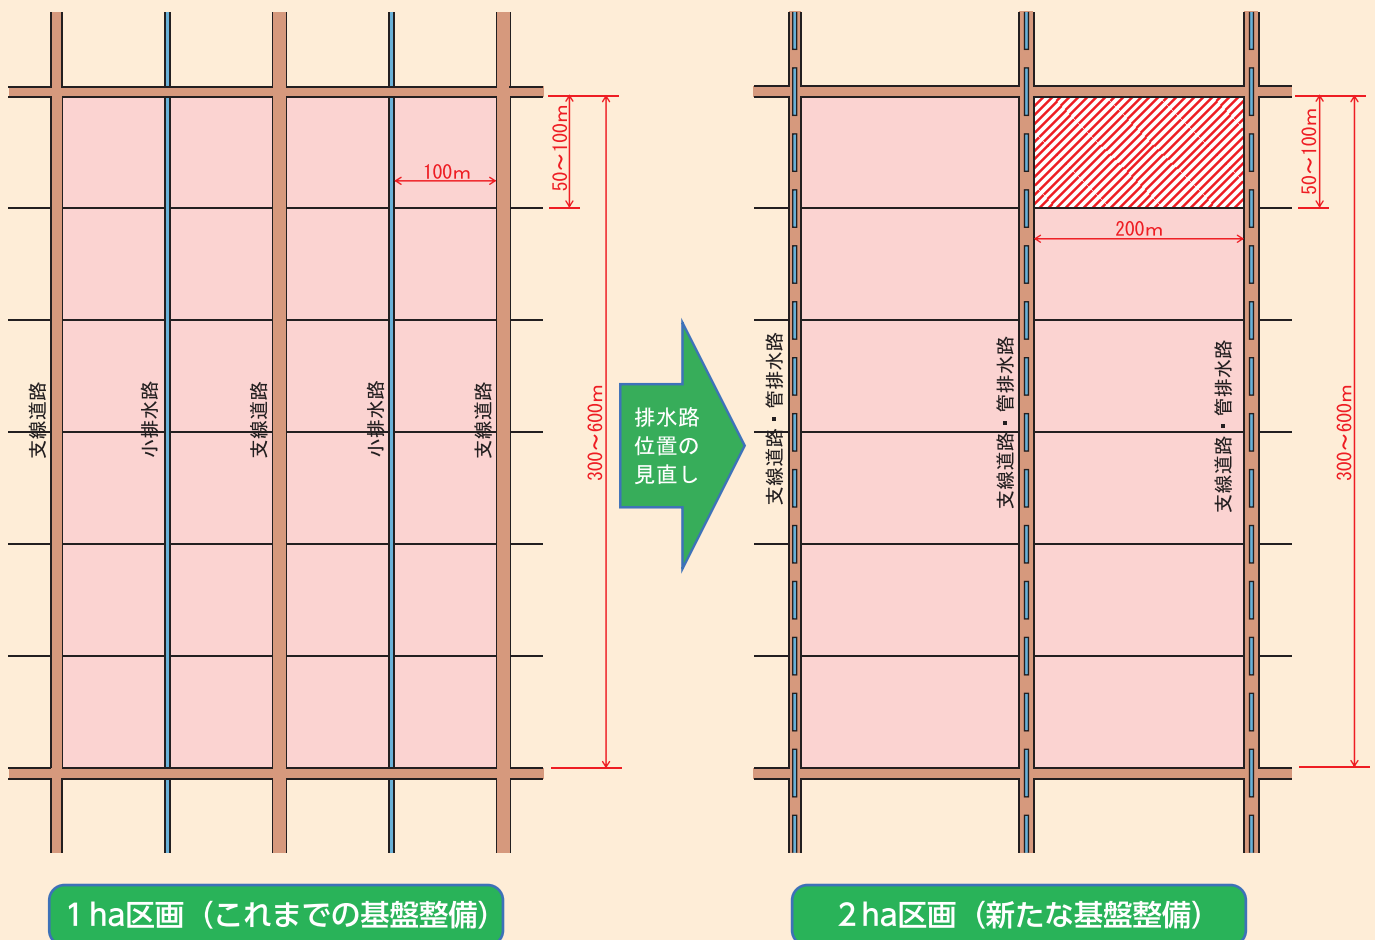 100m
50～100m
300～600m
支線道路
小排水路
支線道路
小排水路
支線道路
排水路
位置の
見直し
200m
50～100m
300～600m
支線道路・管排水路
支線道路・管排水路
支線道路・管排水路
1ha区画（これまでの基盤整備）
2ha区画（新たな基盤整備）